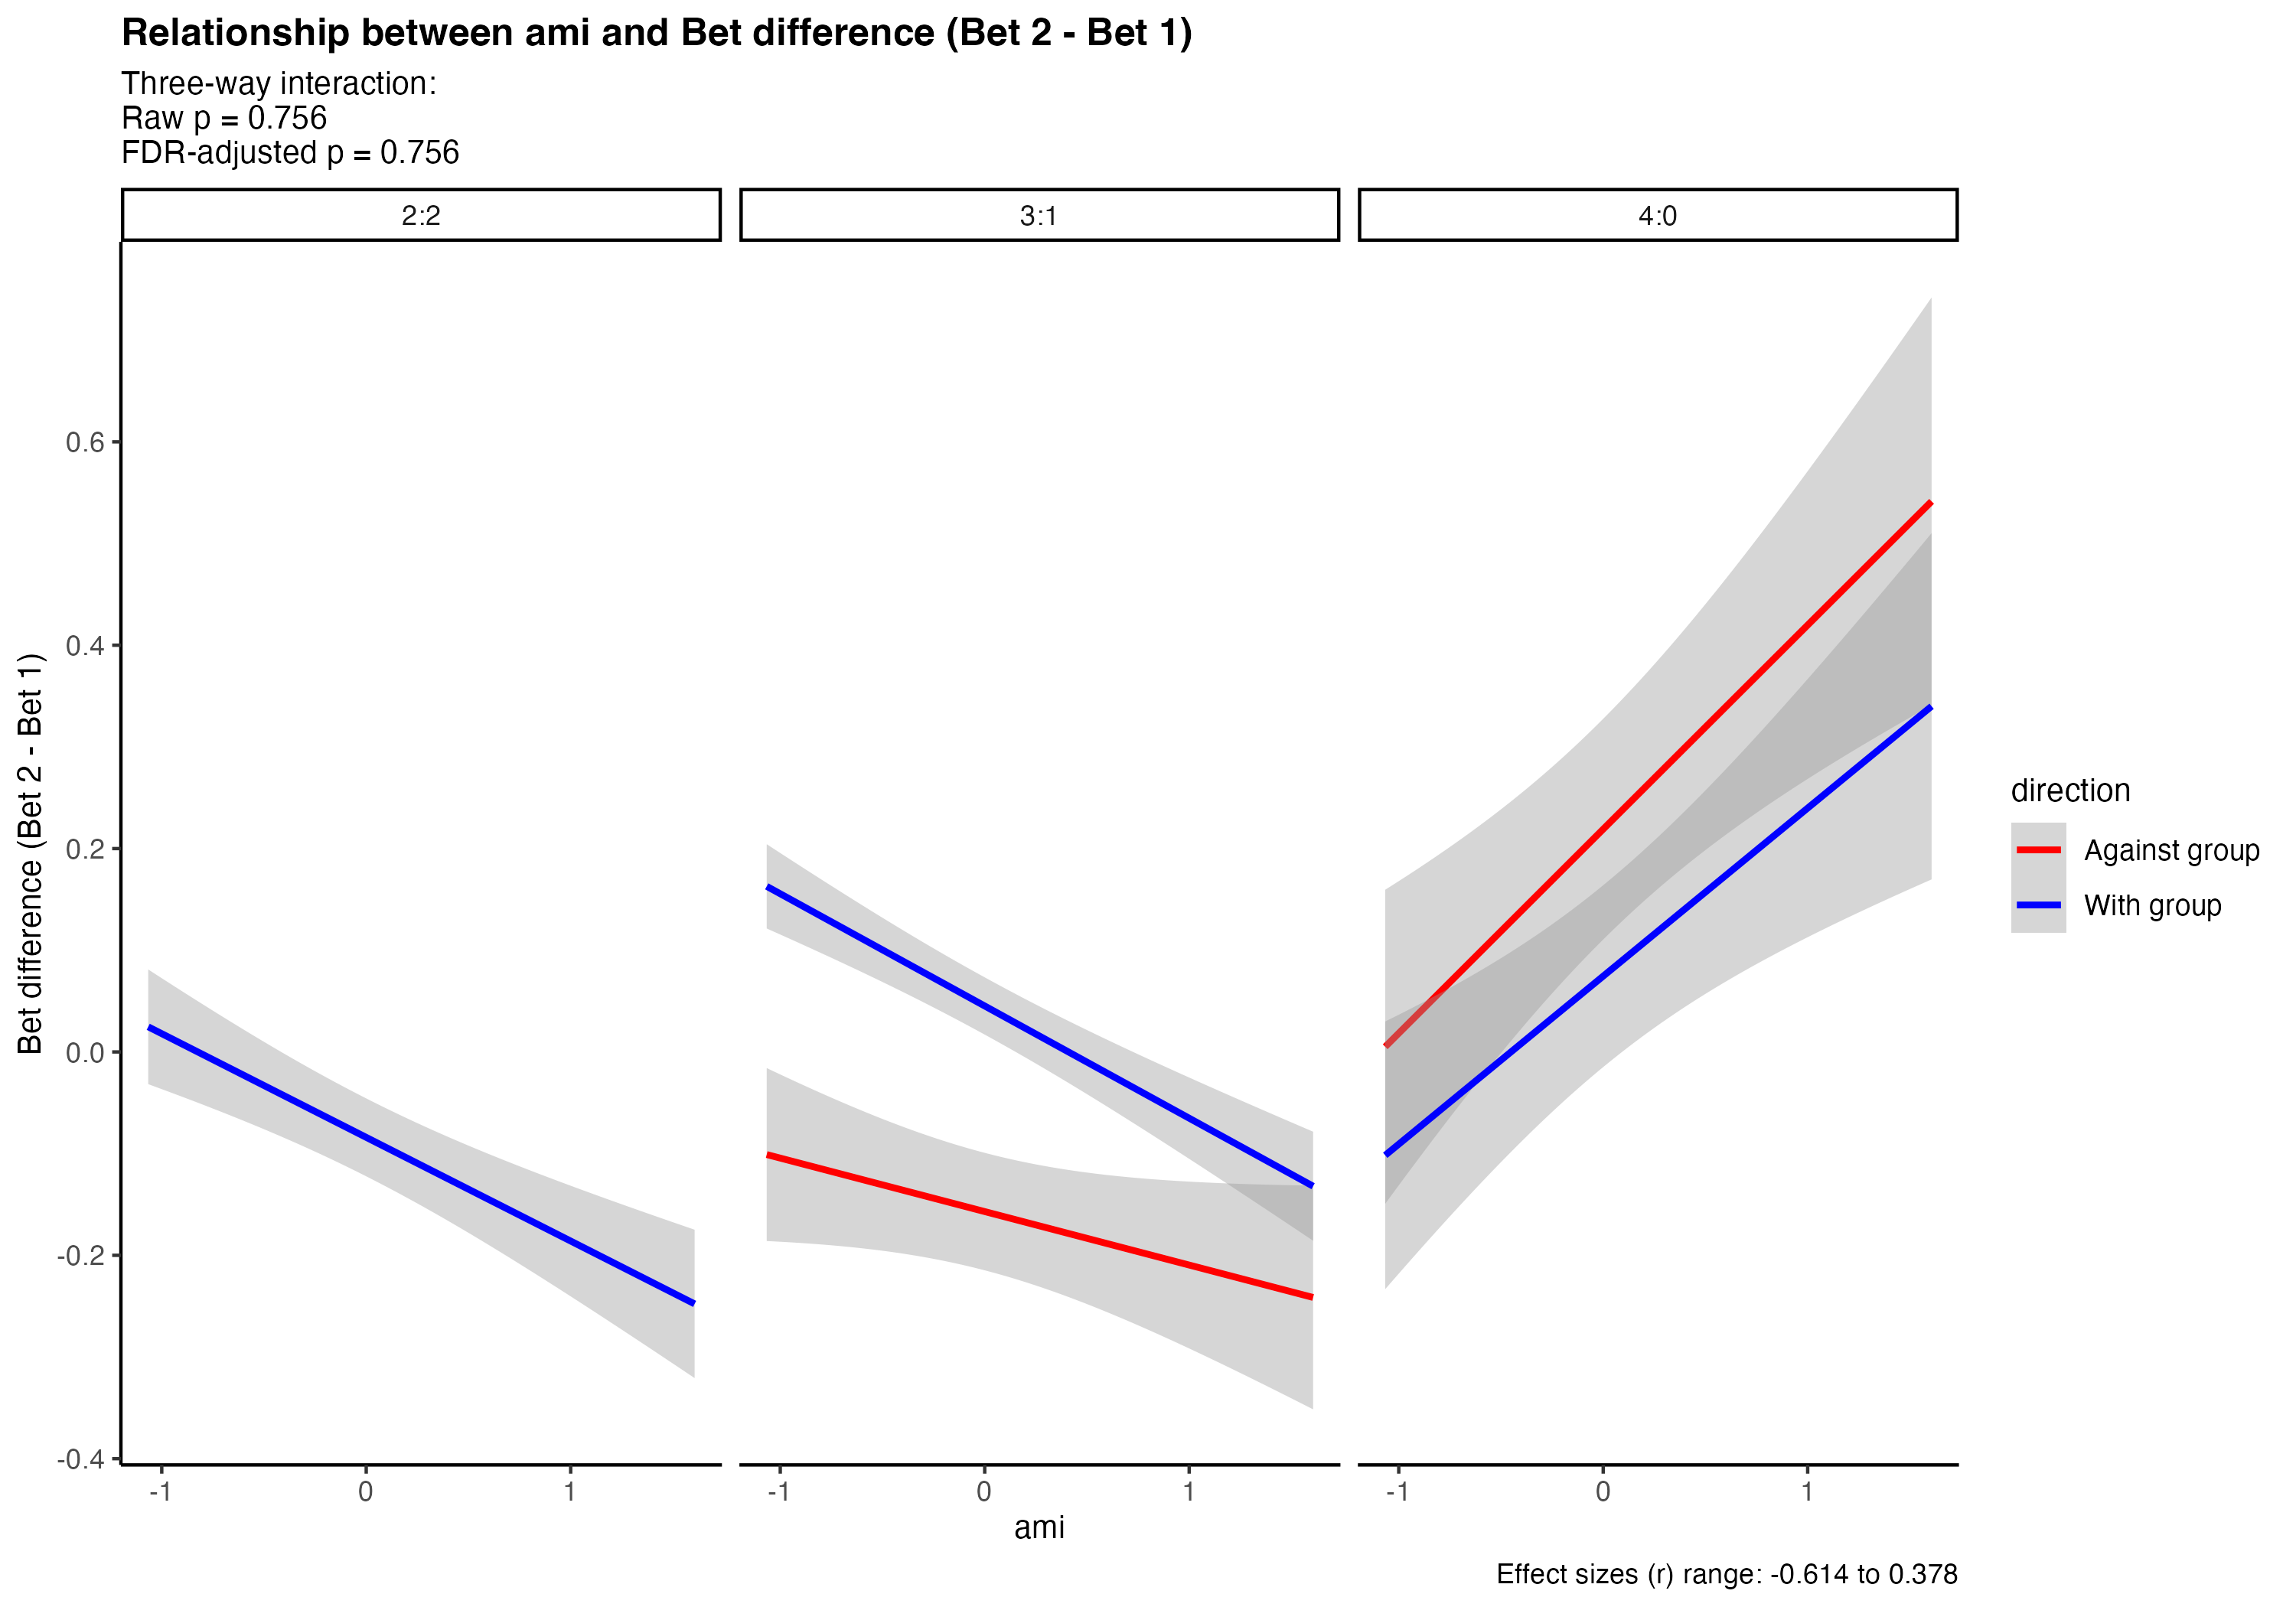 Relationship between ami and Bet difference (Bet 2 - Bet 1)
Three-way interaction:
Raw p = 0.756
FDR-adjusted p = 0.756
2:2
3:1
4:0
Bet difference (Bet 2 - Bet 1)
0.6
0.4
0.2
0.0
-0.2
-0.4
-1 0 1
-1 0 1
-1 0 1
ami
direction
Against group
With group
Effect sizes (r) range: -0.614 to 0.378